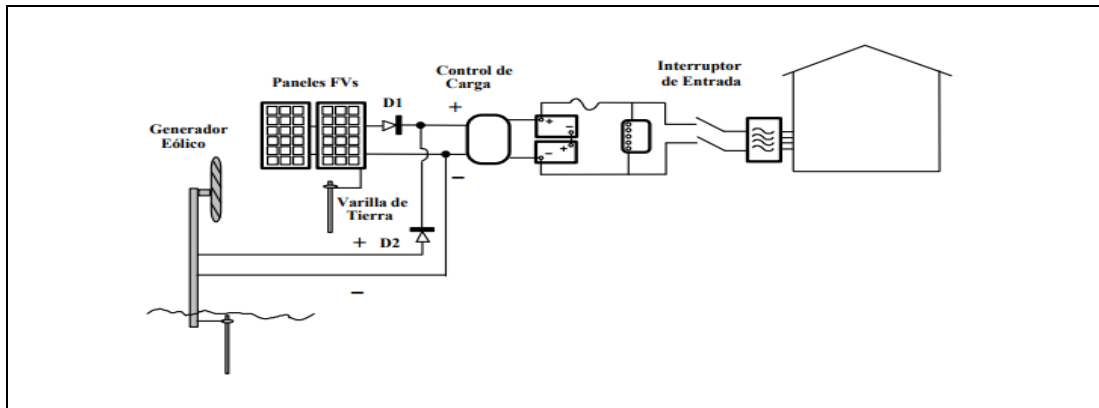 Paneles FVs
D1
Control de
Carga
+
Interruptor
de Entrada
Generador
Eólico
+
−
−
+
−
Varilla de
Tierra
+
D2
−